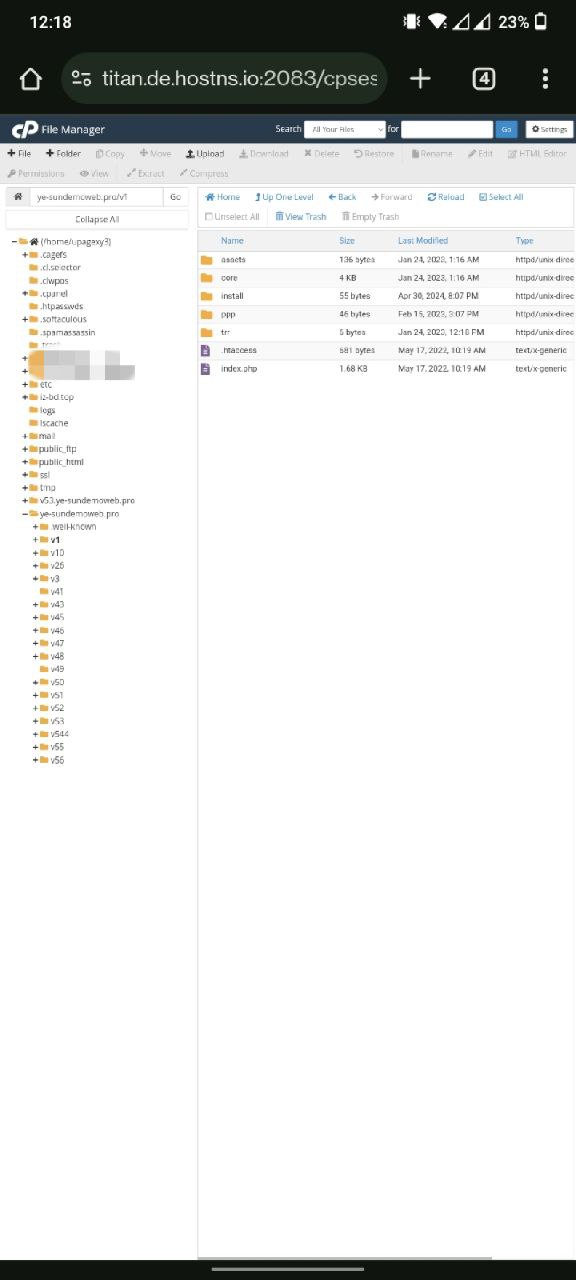 12:18
23%
titan.de.hostns.io:2083/cpses
4
cP File Manager
Search All Your Files for Go Settings
File Folder Copy Move Upload Download Delete Restore Rename Edit HTML Editor
Permissions View Extract Compress
ye-sundemoweb.pro/v1 Go
Collapse All
(/home/upagexy3)
.cagefs
.cl.selector
.clwpos
.cpanel
.htpasswds
.softaculous
.spamassassin
etc
iz-bd.top
logs
lscache
mail
public_ftp
public_html
ssl
tmp
v53.ye-sundemoweb.pro
ye-sundemoweb.pro
.well-known
v1
v10
v26
v3
v41
v43
v45
v46
v47
v48
v49
v50
v51
v52
v53
v544
v55
v56
Home Up One Level Back Forward Reload Select All
Unselect All View Trash Empty Trash
Name Size Last Modified Type
assets 136 bytes Jan 24, 2023, 1:16 AM httpd/unix-direc
core 4 KB Jan 24, 2023, 1:16 AM httpd/unix-direc
install 55 bytes Apr 30, 2024, 8:07 PM httpd/unix-direc
ppp 46 bytes Feb 15, 2023, 3:07 PM httpd/unix-direc
trr 5 bytes Jan 24, 2023, 12:18 PM httpd/unix-direc
.htaccess 681 bytes May 17, 2022, 10:19 AM text/x-generic
index.php 1.68 KB May 17, 2022, 10:19 AM text/x-generic